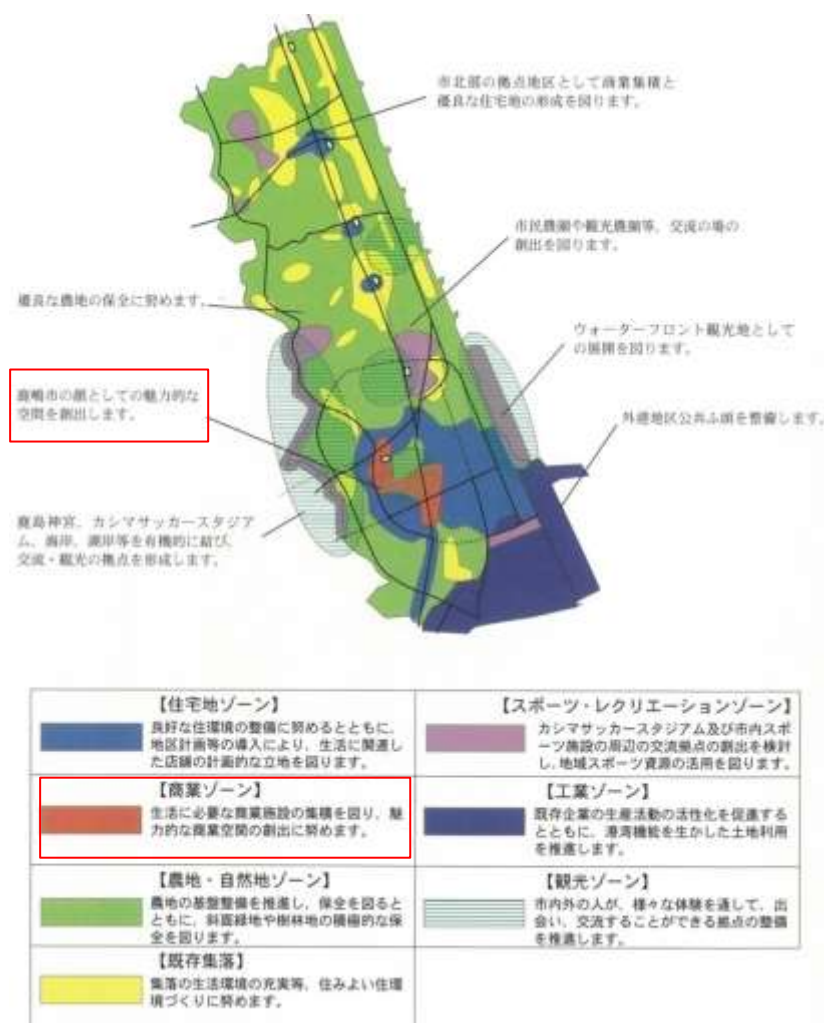 市北部の拠点地区として商業集積と
優良な住宅地の形成を図ります。
市民農園や観光農園等，交流の場の
創出を図ります。
優良な農地の保全に努めます。
ウォーターフロント観光地として
の展開を図ります。
鹿嶋市の顔としての魅力的な
空間を創出します。
外港地区公共ふ頭を整備します。
鹿島神宮，カシマサッカースタジア
ム，海岸，湖岸等を有機的に結び，
交流・観光の拠点を形成します。
【住宅地ゾーン】
良好な住環境の整備に努めるとともに，
地区計画等の導入により，生活に関連し
た店舗の計画的な立地を図ります。
【スポーツ・レクリエーションゾーン】
カシマサッカースタジアム及び市内スポ
ーツ施設の周辺の交流拠点の創出を検討
し，地域スポーツ資源の活用を図ります。
【商業ゾーン】
生活に必要な商業施設の集積を図り，魅
力的な商業空間の創出に努めます。
【工業ゾーン】
既存企業の生産活動の活性化を促進する
とともに，港湾機能を生かした土地利用
を推進します。
【農地・自然地ゾーン】
農地の基盤整備を推進し，保全を図ると
ともに，斜面緑地や樹林地の積極的な保
全を図ります。
【観光ゾーン】
市内外の人が，様々な体験を通して，出
会い，交流することができる拠点の整備
を推進します。
【既存集落】
集落の生活環境の充実等，住みよい住環
境づくりに努めます。